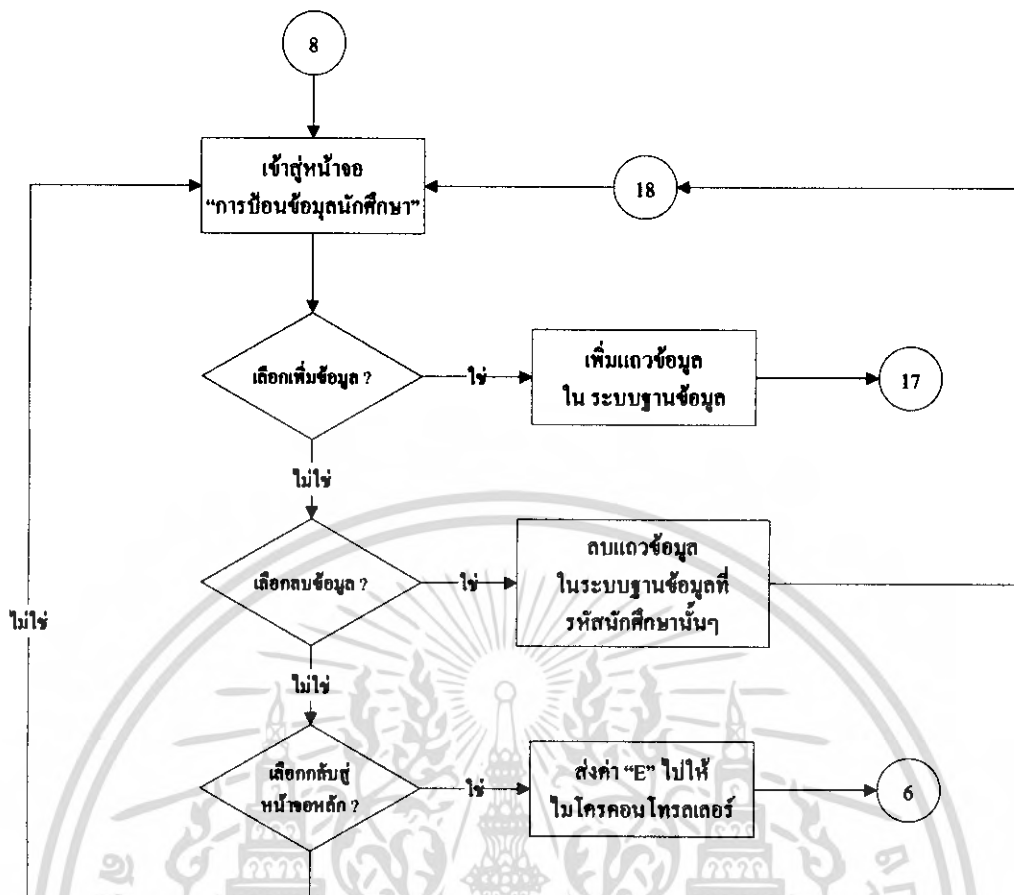 8
เข้าสู่หน้าจอ
“การป้อนข้อมูลนักศึกษา”
18
เลือกเพิ่มข้อมูล ?
ใช่
เพิ่มแถวข้อมูล
ใน ระบบฐานข้อมูล
17
ไม่ใช่
เลือกลบข้อมูล ?
ใช่
ลบแถวข้อมูล
ในระบบฐานข้อมูลที่
รหัสนักศึกษานั้นๆ
ไม่ใช่
ไม่ใช่
เลือกกลับสู่
หน้าจอหลัก ?
ใช่
ส่งค่า “E” ไปให้
ไมโครคอนโทรลเลอร์
6